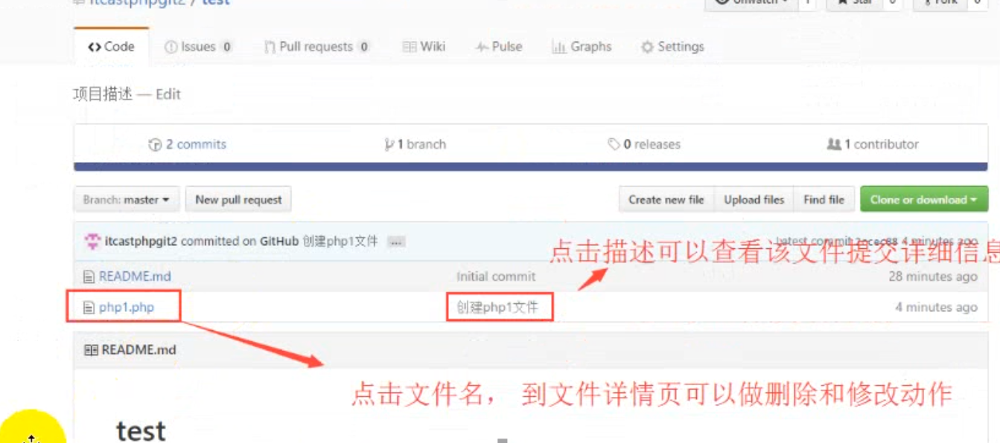 itcastphpgit2 / test
Unwatch 1 Star 0 Fork 0
Code Issues 0 Pull requests 0 Wiki Pulse Graphs Settings
项目描述 — Edit
2 commits 1 branch 0 releases 1 contributor
Branch: master New pull request Create new file Upload files Find file Clone or download
itcastphpgit2 committed on GitHub 创建php1文件 ... Latest commit 4 minutes ago
点击描述可以查看该文件提交详细信息
README.md Initial commit 28 minutes ago
php1.php 创建php1文件 4 minutes ago
README.md
点击文件名， 到文件详情页可以做删除和修改动作
test